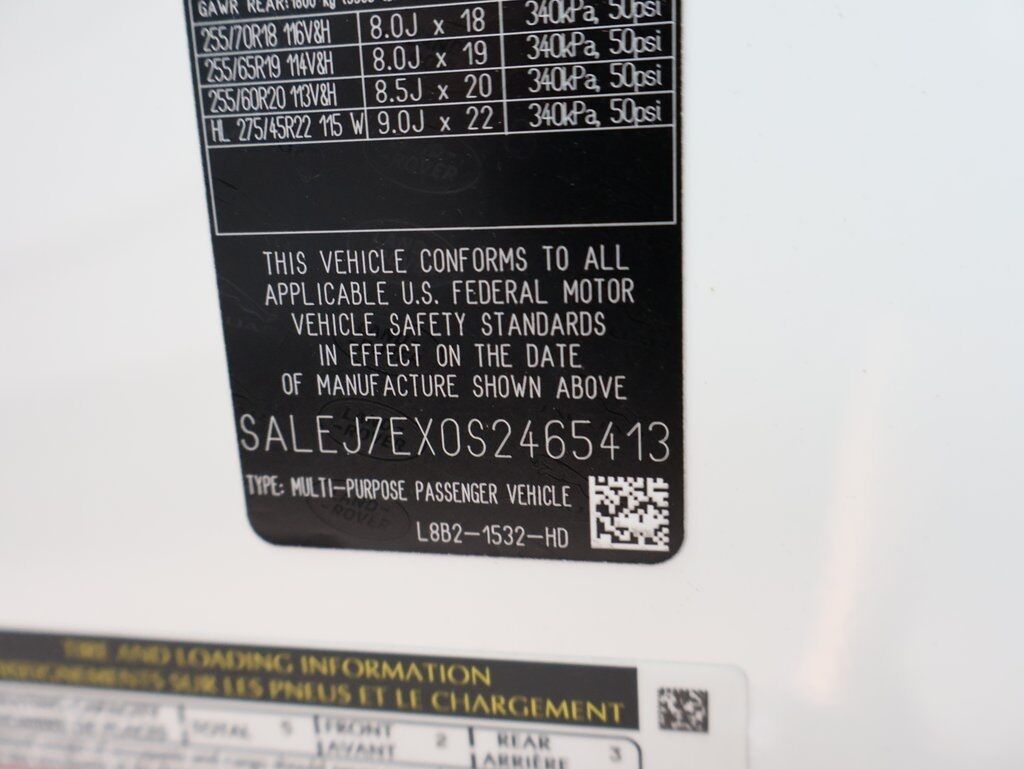 GAWR REAR: 1800 kg
255/70R18 116V&H 8.0J x 18 340kPa, 50psi
255/65R19 114V&H 8.0J x 19 340kPa, 50psi
255/60R20 113V&H 8.5J x 20 340kPa, 50psi
HL 275/45R22 115 W 9.0J x 22 340kPa, 50psi
THIS VEHICLE CONFORMS TO ALL
APPLICABLE U.S. FEDERAL MOTOR
VEHICLE SAFETY STANDARDS
IN EFFECT ON THE DATE
OF MANUFACTURE SHOWN ABOVE
SALEJ7EX0S2465413
TYPE: MULTI-PURPOSE PASSENGER VEHICLE
L8B2-1532-HD
TIRE AND LOADING INFORMATION
SUR LES PNEUS ET LE CHARGEMENT
TOTAL 5 FRONT 2 REAR 3
AVANT ARRIÈRE